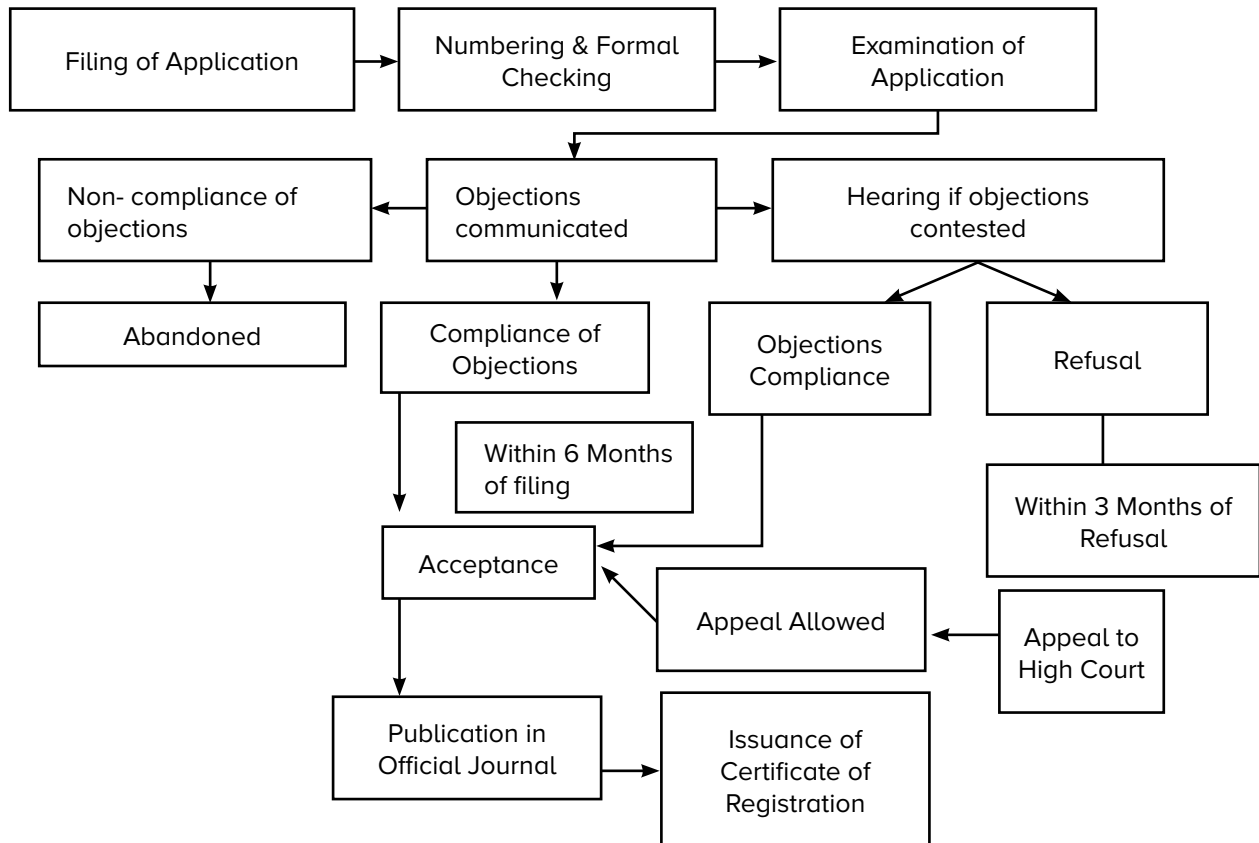 Filing of Application
Numbering & Formal
Checking
Examination of
Application
Non- compliance of
objections
Objections
communicated
Hearing if objections
contested
Abandoned
Compliance of
Objections
Objections
Compliance
Refusal
Within 6 Months
of filing
Within 3 Months of
Refusal
Acceptance
Appeal Allowed
Appeal to
High Court
Publication in
Official Journal
Issuance of
Certificate of
Registration